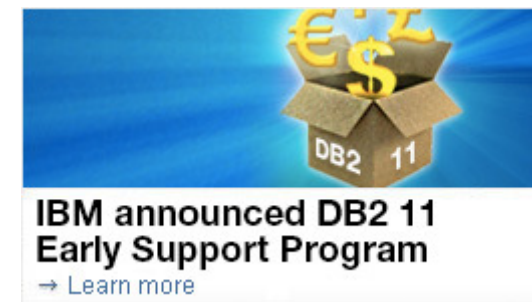 € £
$
DB2 11
IBM announced DB2 11
Early Support Program
→ Learn more